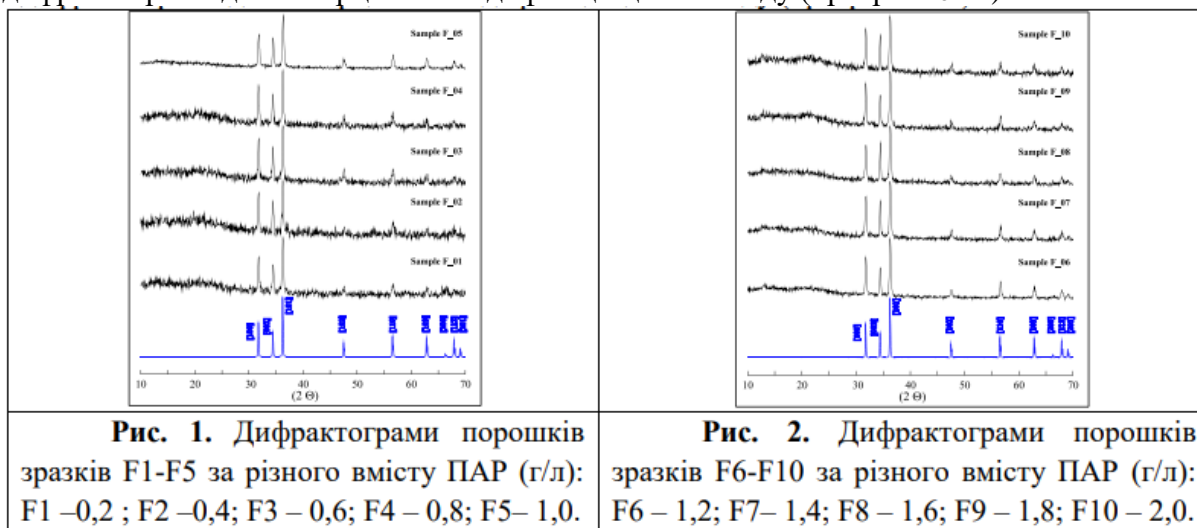 Sample F_05
Sample F_04
Sample F_03
Sample F_02
Sample F_01
10 20 30 40 50 60 70
(2 Θ)
Sample F_10
Sample F_09
Sample F_08
Sample F_07
Sample F_06
10 20 30 40 50 60 70
(2 Θ)
Рис. 1. Дифрактограми порошків
зразків F1-F5 за різного вмісту ПАР (г/л):
F1 –0,2 ; F2 –0,4; F3 – 0,6; F4 – 0,8; F5– 1,0.
Рис. 2. Дифрактограми порошків
зразків F6-F10 за різного вмісту ПАР (г/л):
F6 – 1,2; F7– 1,4; F8 – 1,6; F9 – 1,8; F10 – 2,0.